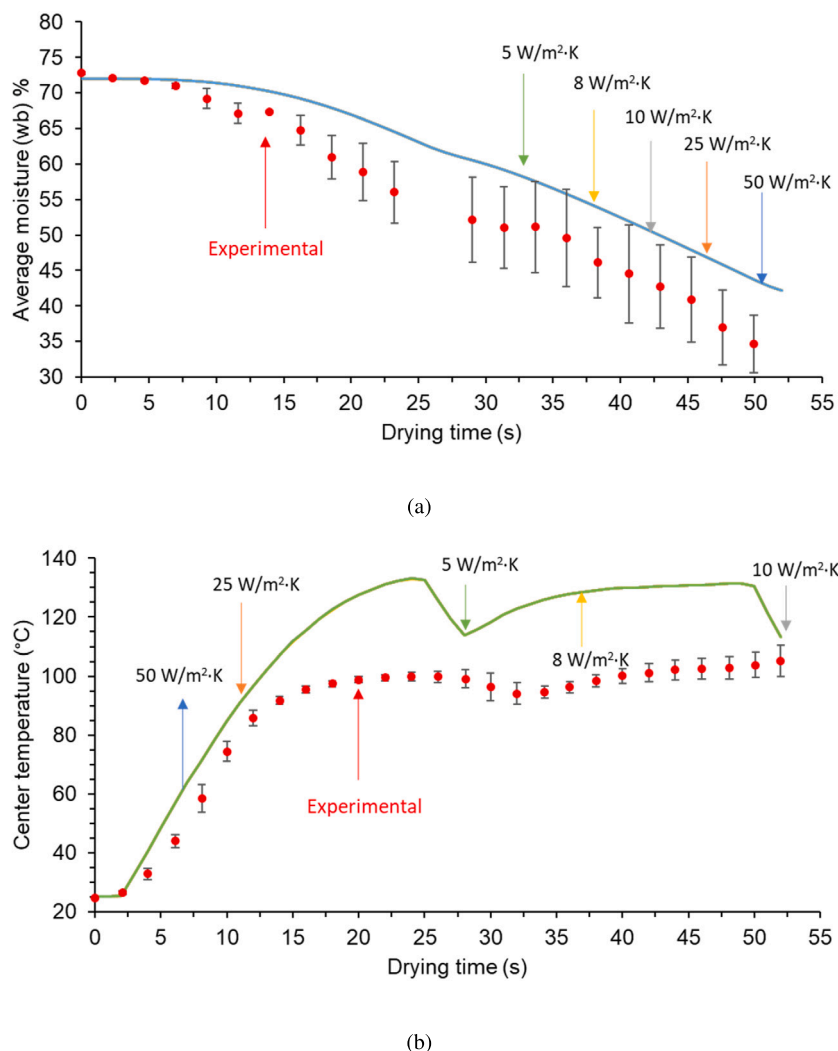 80
75
70
65
60
55
50
45
40
35
30
Average moisture (wb) %
5 W/m²·K
8 W/m²·K
10 W/m²·K
25 W/m²·K
50 W/m²·K
Experimental
0 5 10 15 20 25 30 35 40 45 50 55
Drying time (s)
(a)
140
120
100
80
60
40
20
Center temperature (°C)
25 W/m²·K
5 W/m²·K
10 W/m²·K
50 W/m²·K
8 W/m²·K
Experimental
0 5 10 15 20 25 30 35 40 45 50 55
Drying time (s)
(b)